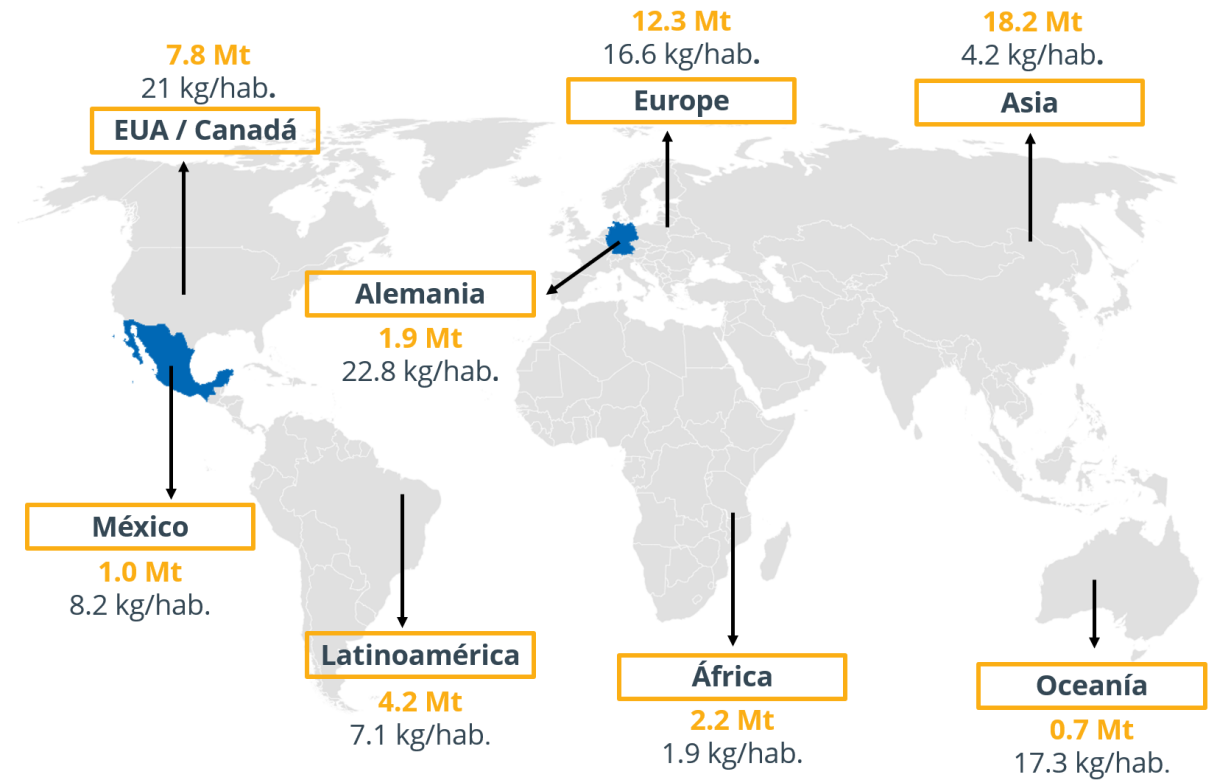 7.8 Mt
21 kg/hab.
EUA / Canadá
12.3 Mt
16.6 kg/hab.
Europe
18.2 Mt
4.2 kg/hab.
Asia
Alemania
1.9 Mt
22.8 kg/hab.
México
1.0 Mt
8.2 kg/hab.
Latinoamérica
4.2 Mt
7.1 kg/hab.
África
2.2 Mt
1.9 kg/hab.
Oceanía
0.7 Mt
17.3 kg/hab.